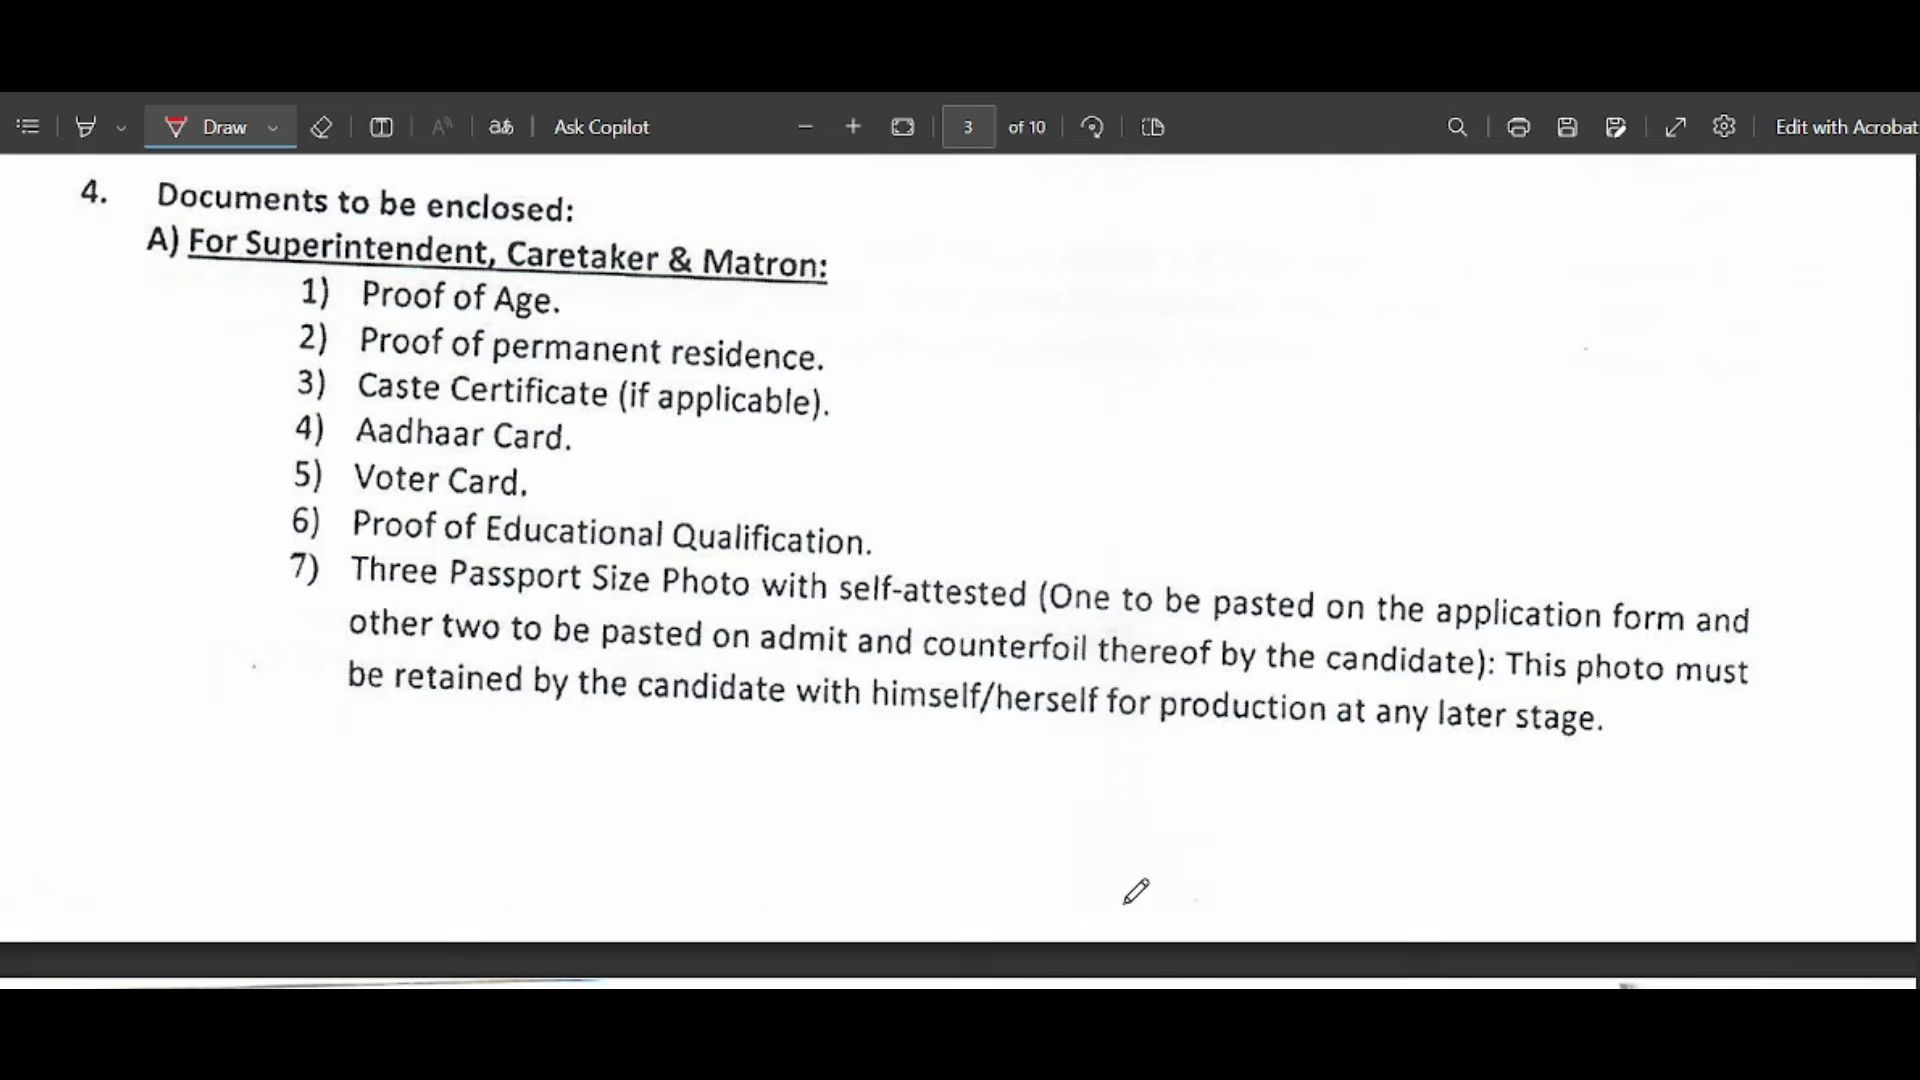 Draw
Ask Copilot
3 of 10
Edit with Acrobat
4. Documents to be enclosed:
A) For Superintendent, Caretaker & Matron:
1) Proof of Age.
2) Proof of permanent residence.
3) Caste Certificate (if applicable).
4) Aadhaar Card.
5) Voter Card.
6) Proof of Educational Qualification.
7) Three Passport Size Photo with self-attested (One to be pasted on the application form and
other two to be pasted on admit and counterfoil thereof by the candidate): This photo must
be retained by the candidate with himself/herself for production at any later stage.